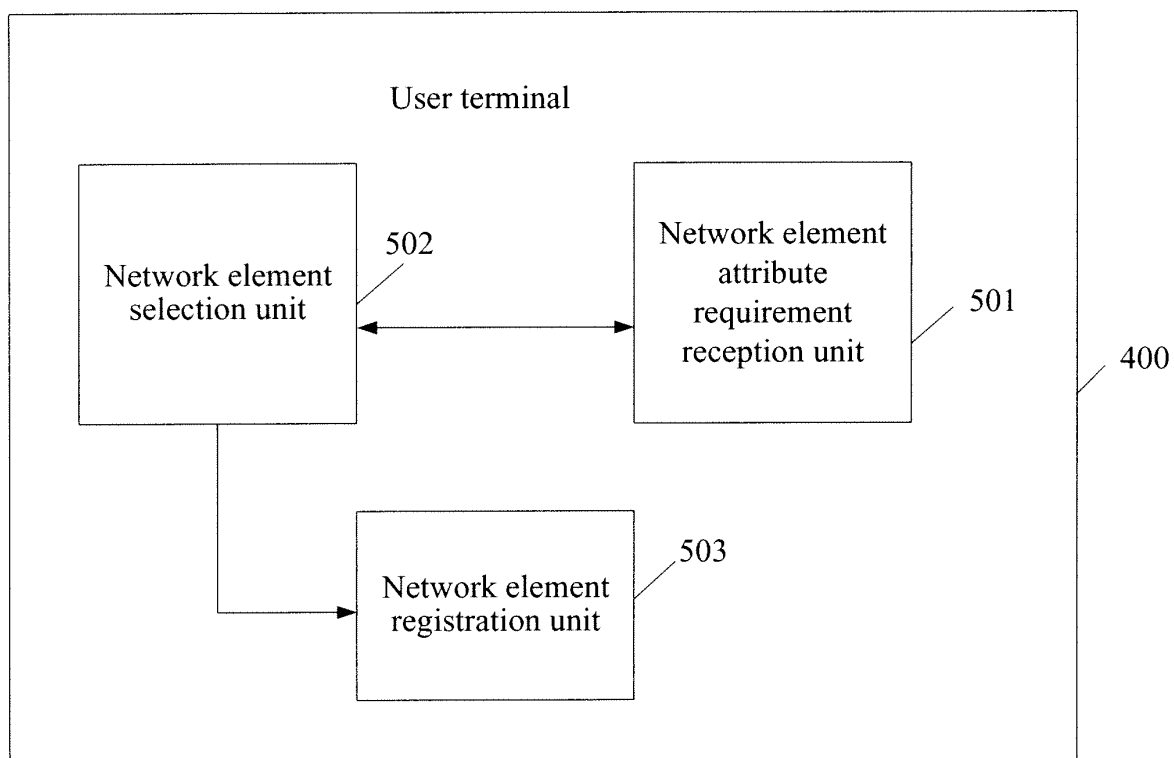 User terminal
Network element
selection unit
502
Network element
attribute
requirement
reception unit
501
400
Network element
registration unit
503